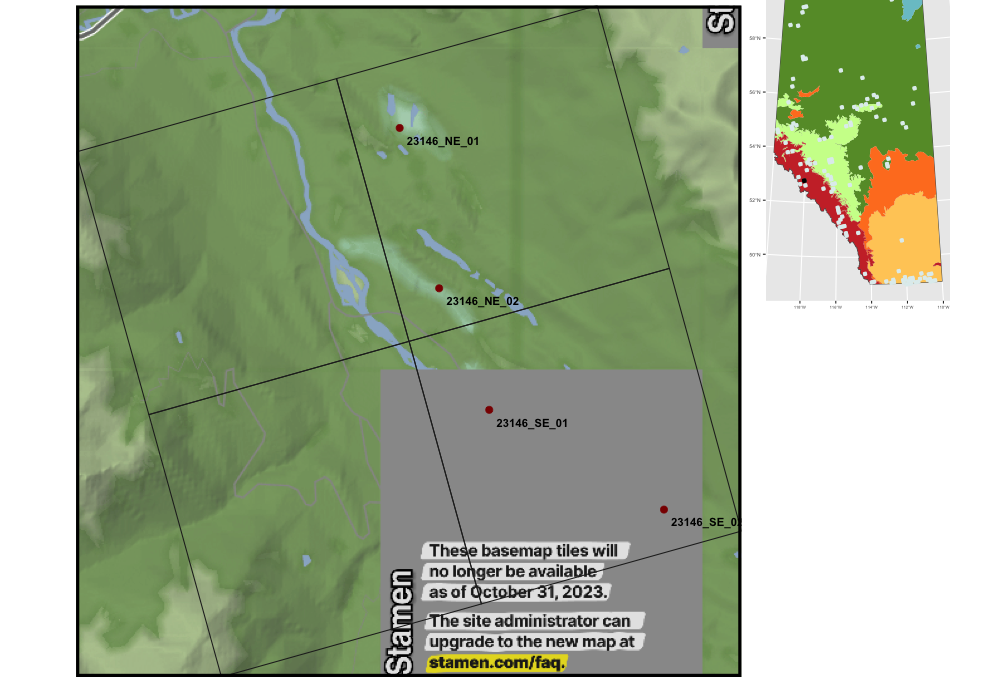 St
23146_NE_01
23146_NE_02
23146_SE_01
23146_SE_0
These basemap tiles will
no longer be available
as of October 31, 2023.
The site administrator can
upgrade to the new map at
stamen.com/faq.
Stamen
58°N
56°N
54°N
52°N
50°N
118°W
116°W
114°W
112°W
110°W